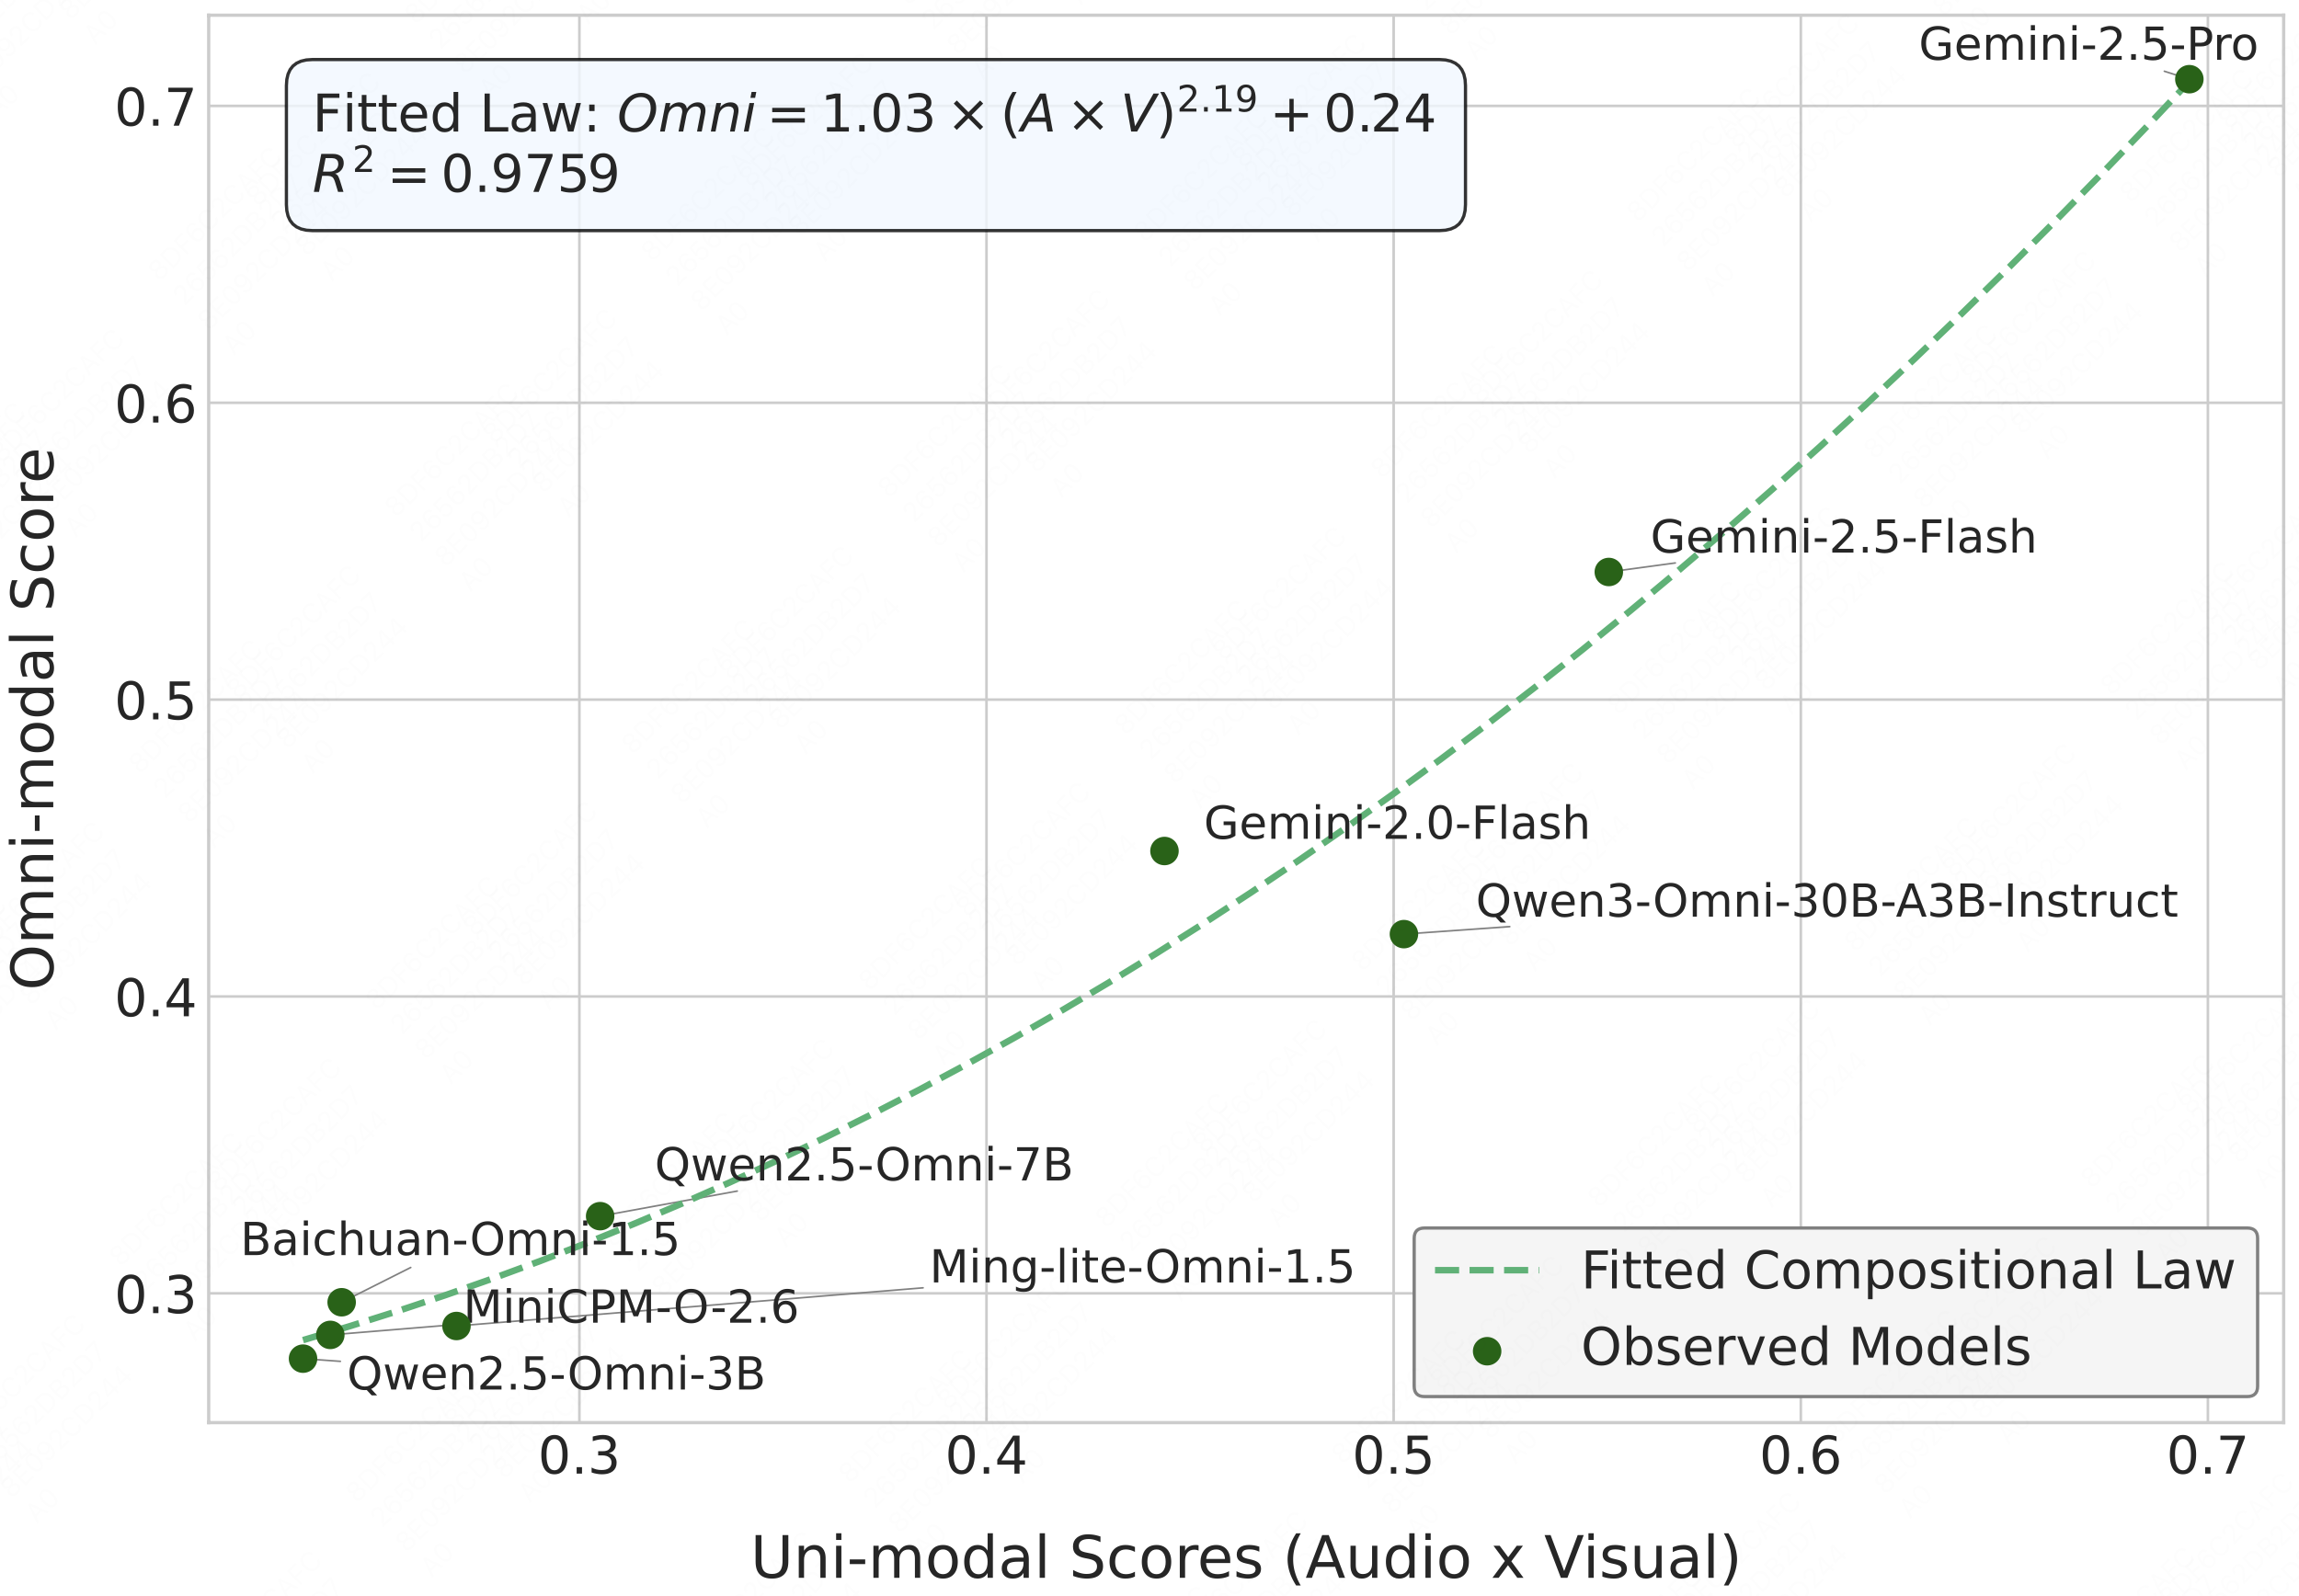 Gemini-2.5-Pro
Fitted Law: Omni = 1.03 × (A × V)^2.19 + 0.24
R² = 0.9759
0.7
0.6
0.5
0.4
0.3
Omni-modal Score
Gemini-2.5-Flash
Gemini-2.0-Flash
Qwen3-Omni-30B-A3B-Instruct
Qwen2.5-Omni-7B
Baichuan-Omni-1.5
Ming-lite-Omni-1.5
MiniCPM-O-2.6
Qwen2.5-Omni-3B
Fitted Compositional Law
Observed Models
0.3 0.4 0.5 0.6 0.7
Uni-modal Scores (Audio x Visual)